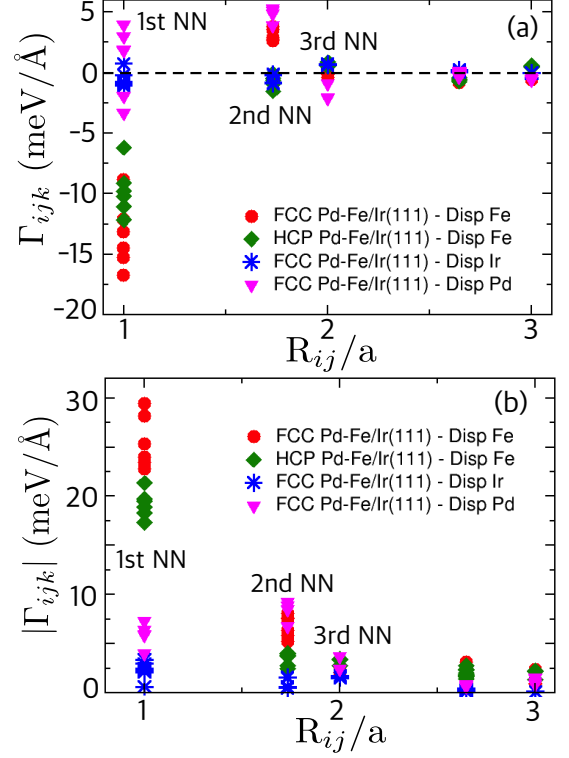 5
0
-5
-10
-15
-20
1
2
3
Γijk (meV/Å)
Rij/a
(a)
1st NN
3rd NN
2nd NN
FCC Pd-Fe/Ir(111) - Disp Fe
HCP Pd-Fe/Ir(111) - Disp Fe
FCC Pd-Fe/Ir(111) - Disp Ir
FCC Pd-Fe/Ir(111) - Disp Pd
30
20
10
0
1
2
3
|Γijk| (meV/Å)
Rij/a
(b)
FCC Pd-Fe/Ir(111) - Disp Fe
HCP Pd-Fe/Ir(111) - Disp Fe
FCC Pd-Fe/Ir(111) - Disp Ir
FCC Pd-Fe/Ir(111) - Disp Pd
1st NN
2nd NN
3rd NN